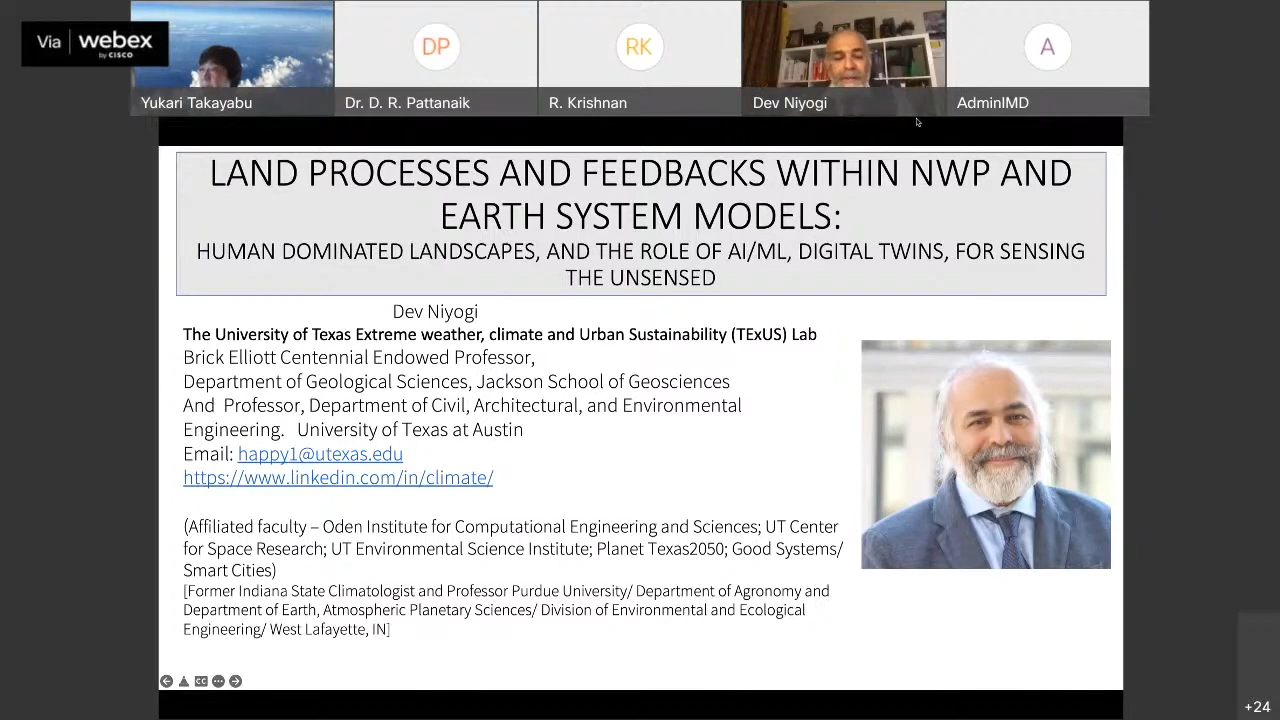 Via webex
by CISCO
DP
RK
A
Yukari Takayabu
Dr. D. R. Pattanaik
R. Krishnan
Dev Niyogi
AdminIMD
LAND PROCESSES AND FEEDBACKS WITHIN NWP AND
EARTH SYSTEM MODELS:
HUMAN DOMINATED LANDSCAPES, AND THE ROLE OF AI/ML, DIGITAL TWINS, FOR SENSING
THE UNSENSED
Dev Niyogi
The University of Texas Extreme weather, climate and Urban Sustainability (TExUS) Lab
Brick Elliott Centennial Endowed Professor,
Department of Geological Sciences, Jackson School of Geosciences
And Professor, Department of Civil, Architectural, and Environmental
Engineering. University of Texas at Austin
Email: happy1@utexas.edu
https://www.linkedin.com/in/climate/
(Affiliated faculty – Oden Institute for Computational Engineering and Sciences; UT Center
for Space Research; UT Environmental Science Institute; Planet Texas2050; Good Systems/
Smart Cities)
[Former Indiana State Climatologist and Professor Purdue University/ Department of Agronomy and
Department of Earth, Atmospheric Planetary Sciences/ Division of Environmental and Ecological
Engineering/ West Lafayette, IN]
CC
+24